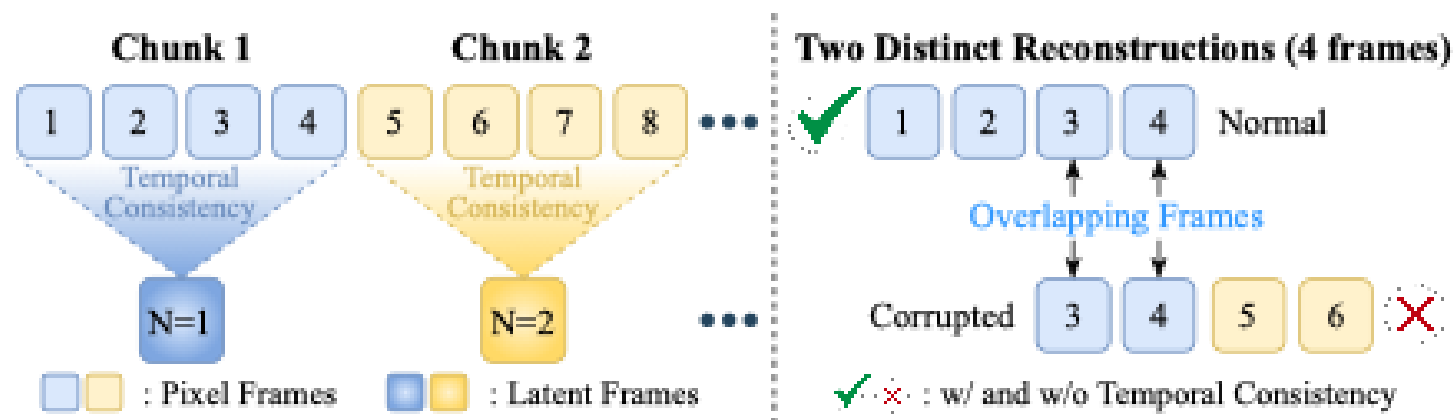 Chunk 1
Chunk 2
1 2 3 4 5 6 7 8
Temporal
Consistency
Temporal
Consistency
N=1
N=2
: Pixel Frames
: Latent Frames
Two Distinct Reconstructions (4 frames)
1 2 3 4 Normal
Overlapping Frames
Corrupted 3 4 5 6
: w/ and w/o Temporal Consistency